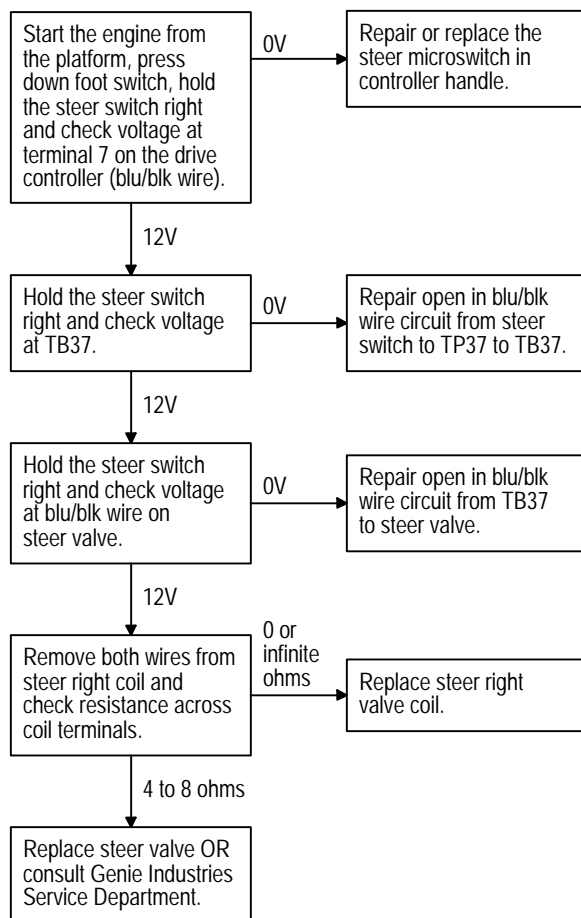 Start the engine from
the platform, press
down foot switch, hold
the steer switch right
and check voltage at
terminal 7 on the drive
controller (blu/blk wire).
0V
Repair or replace the
steer microswitch in
controller handle.
12V
Hold the steer switch
right and check voltage
at TB37.
0V
Repair open in blu/blk
wire circuit from steer
switch to TP37 to TB37.
12V
Hold the steer switch
right and check voltage
at blu/blk wire on
steer valve.
0V
Repair open in blu/blk
wire circuit from TB37
to steer valve.
12V
Remove both wires from
steer right coil and
check resistance across
coil terminals.
0 or
infinite
ohms
Replace steer right
valve coil.
4 to 8 ohms
Replace steer valve OR
consult Genie Industries
Service Department.